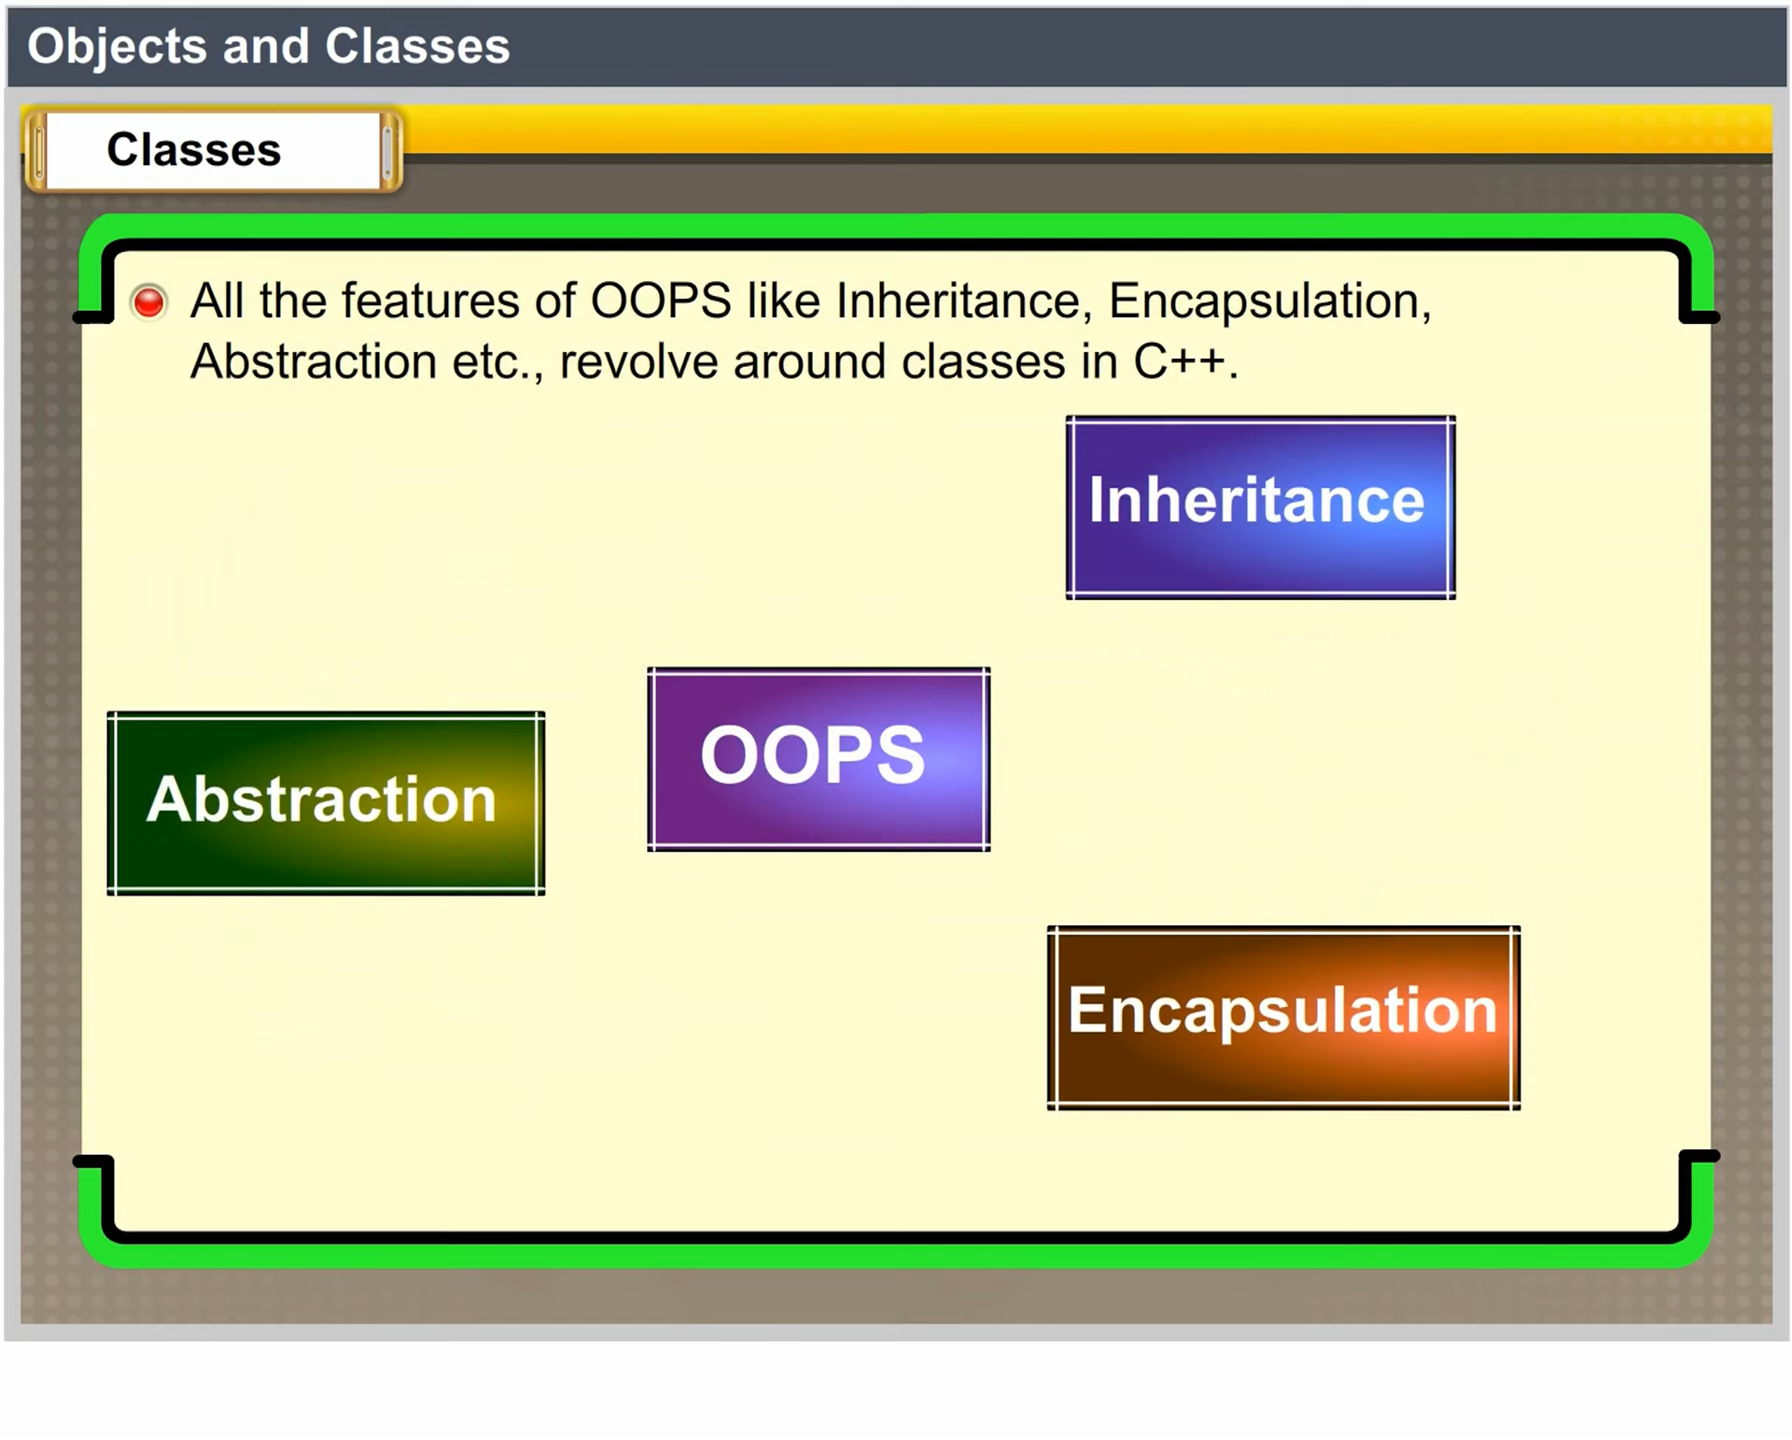 Objects and Classes
Classes
All the features of OOPS like Inheritance, Encapsulation,
Abstraction etc., revolve around classes in C++.
Inheritance
OOPS
Abstraction
Encapsulation